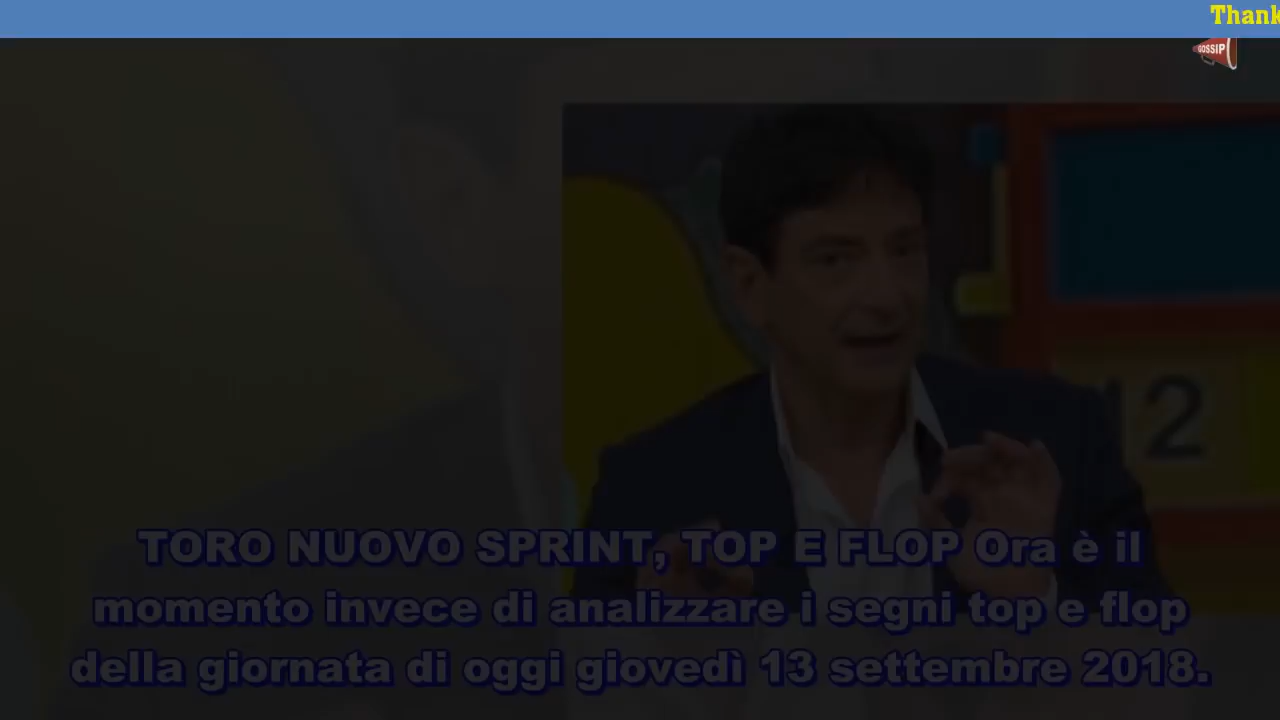 Thank
GOSSIP
12
TORO NUOVO SPRINT, TOP E FLOP Ora è il
momento invece di analizzare i segni top e flop
della giornata di oggi giovedì 13 settembre 2018.